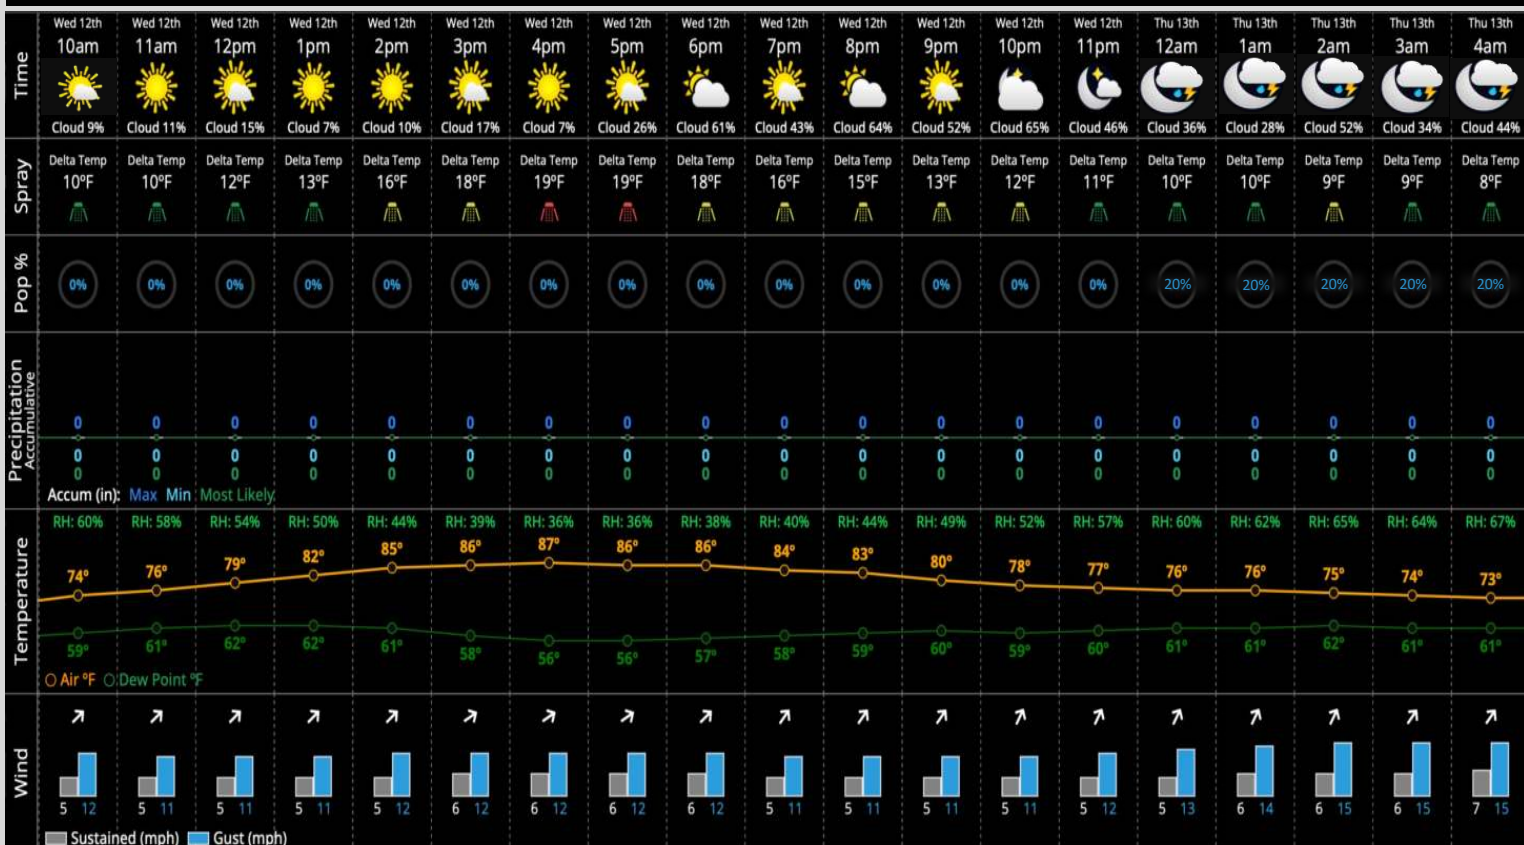 Time
Wed 12th Wed 12th Wed 12th Wed 12th Wed 12th Wed 12th Wed 12th Wed 12th Wed 12th Wed 12th Wed 12th Wed 12th Wed 12th Wed 12th Thu 13th Thu 13th Thu 13th Thu 13th Thu 13th
10am 11am 12pm 1pm 2pm 3pm 4pm 5pm 6pm 7pm 8pm 9pm 10pm 11pm 12am 1am 2am 3am 4am
Cloud 9% Cloud 11% Cloud 15% Cloud 7% Cloud 10% Cloud 17% Cloud 7% Cloud 26% Cloud 61% Cloud 43% Cloud 64% Cloud 52% Cloud 65% Cloud 46% Cloud 36% Cloud 28% Cloud 52% Cloud 34% Cloud 44%
Spray
Delta Temp Delta Temp Delta Temp Delta Temp Delta Temp Delta Temp Delta Temp Delta Temp Delta Temp Delta Temp Delta Temp Delta Temp Delta Temp Delta Temp Delta Temp Delta Temp Delta Temp Delta Temp Delta Temp
10ºF 10ºF 12ºF 13ºF 16ºF 18ºF 19ºF 19ºF 18ºF 16ºF 15ºF 13ºF 12ºF 11ºF 10ºF 10ºF 9ºF 9ºF 8ºF
Pop %
0% 0% 0% 0% 0% 0% 0% 0% 0% 0% 0% 0% 0% 0% 20% 20% 20% 20% 20%
Precipitation
Accumulative
0 0 0 0 0 0 0 0 0 0 0 0 0 0 0 0 0 0 0
0 0 0 0 0 0 0 0 0 0 0 0 0 0 0 0 0 0 0
0 0 0 0 0 0 0 0 0 0 0 0 0 0 0 0 0 0 0
Accum (in): Max Min Most Likely
Temperature
RH: 60% RH: 58% RH: 54% RH: 50% RH: 44% RH: 39% RH: 36% RH: 36% RH: 38% RH: 40% RH: 44% RH: 49% RH: 52% RH: 57% RH: 60% RH: 62% RH: 65% RH: 64% RH: 67%
74º 76º 79º 82º 85º 86º 87º 86º 86º 84º 83º 80º 78º 77º 76º 76º 75º 74º 73º
59º 61º 62º 62º 61º 58º 56º 56º 57º 58º 59º 60º 59º 60º 61º 61º 62º 61º 61º
Air ºF Dew Point ºF
Wind
5 12 5 11 5 11 5 11 5 12 6 12 6 12 6 12 6 12 5 11 5 11 5 11 5 11 5 12 5 13 6 14 6 15 6 15 7 15
Sustained (mph) Gust (mph)